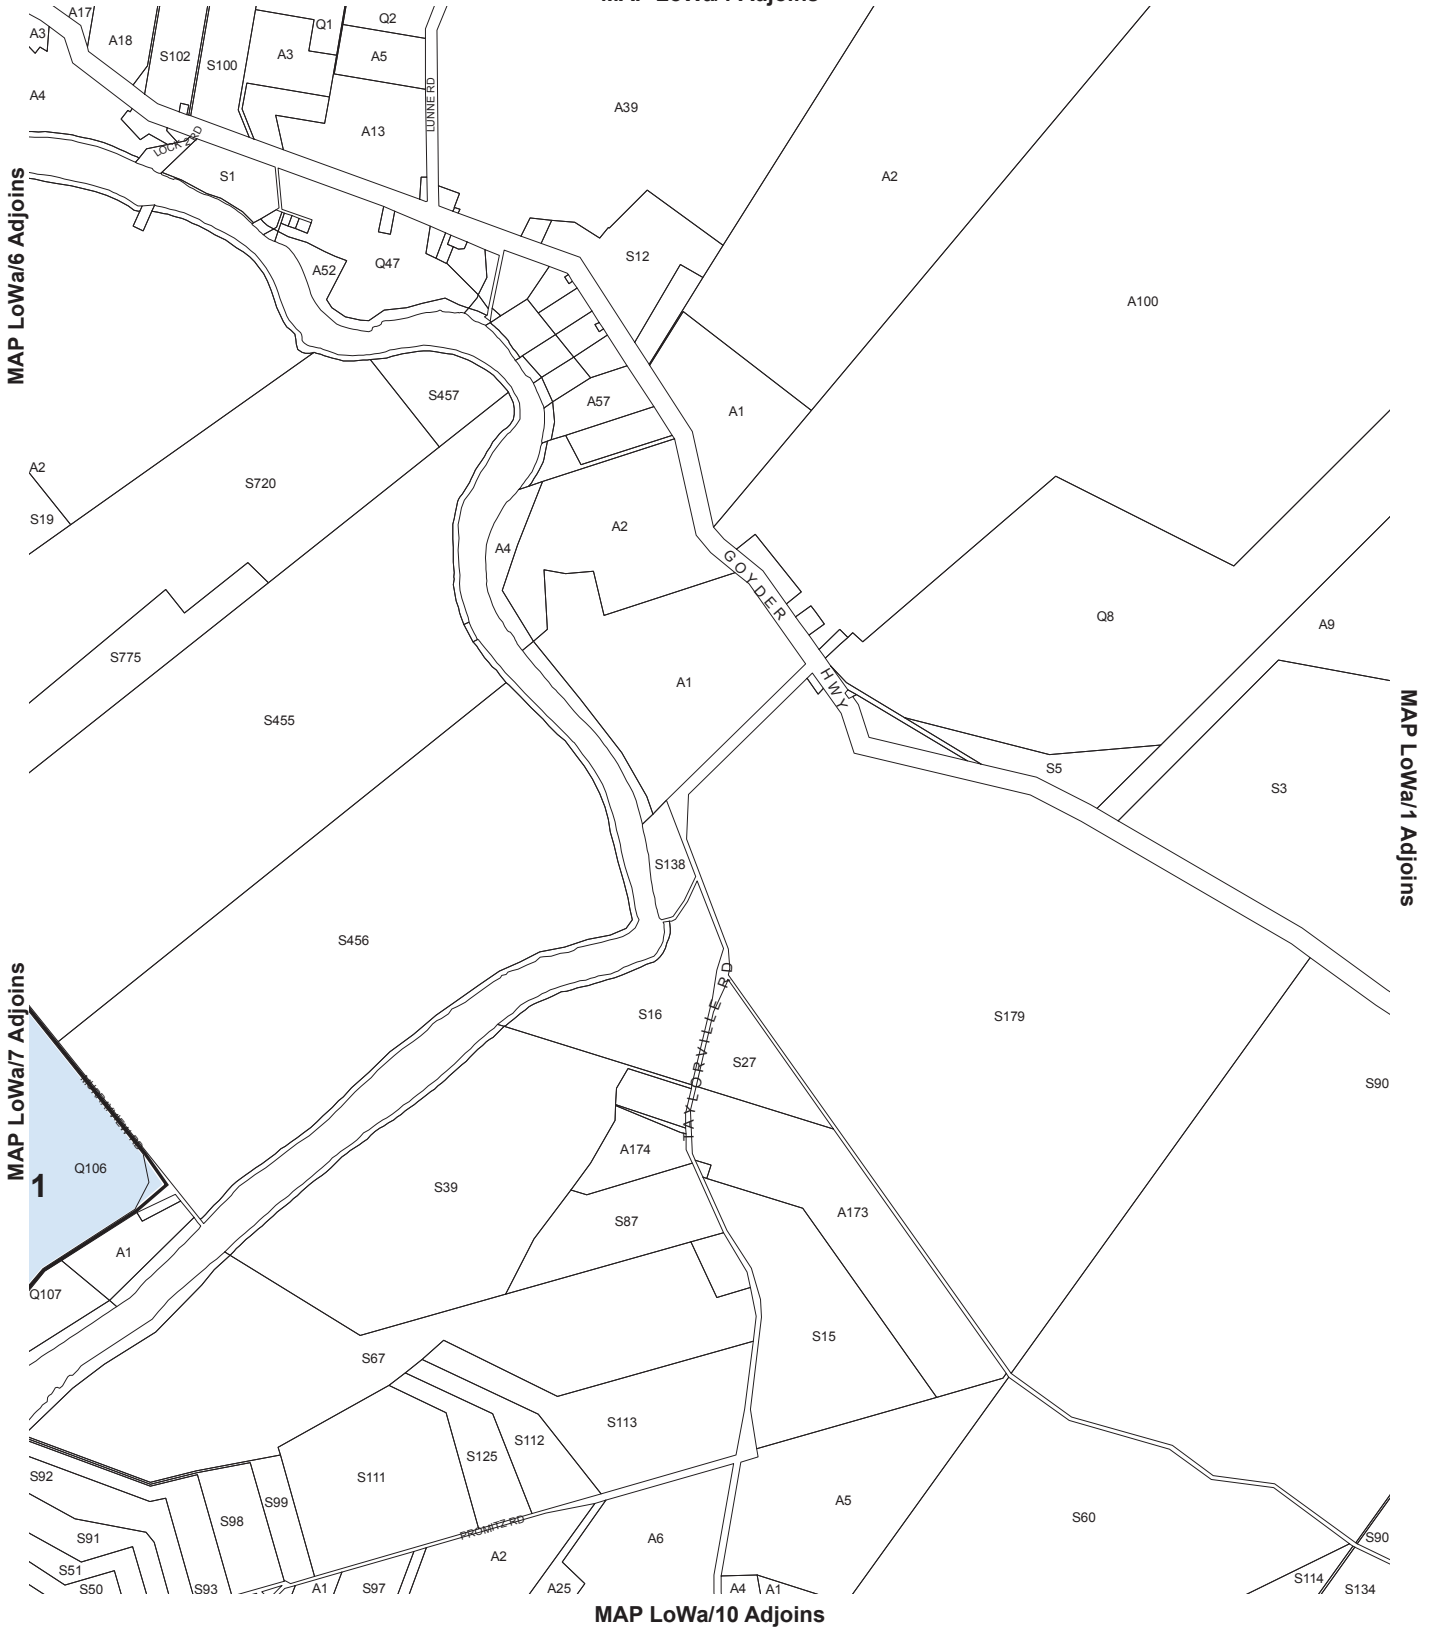 A17
Q1
Q2
A3
A18
S102
S100
A3
A5
A4
LUNNE RD
A39
A13
LOCK 2 RD
S1
A2
MAP LoWa/6 Adjoins
A52
Q47
S12
A100
S457
A57
A1
A2
S720
S19
A4
A2
GOYDER
HWY
Q8
A9
S775
A1
S455
S5
S3
MAP LoWa/1 Adjoins
S138
S456
MAP LoWa/7 Adjoins
S16
TAYLORVILLE RD
S179
S27
S90
Q106
1
A174
S39
S87
A173
A1
Q107
S67
S15
S113
S112
S125
S111
S92
S99
S98
S91
S51
S50
S93
A1
S97
PROMITZ RD
A2
A25
A6
A5
A4
A1
S60
S90
S114
S134
MAP LoWa/10 Adjoins